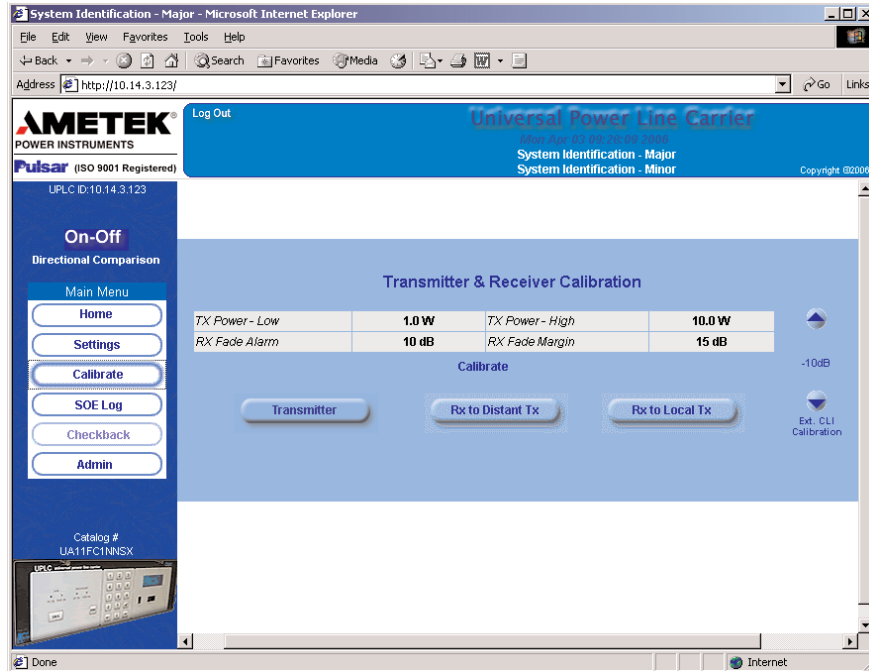 System Identification - Major - Microsoft Internet Explorer
File Edit View Favorites Tools Help
Back Search Favorites Media
Address http://10.14.3.123/ Go Links
AMETEK®
POWER INSTRUMENTS
Pulsar (ISO 9001 Registered)
Log Out
Universal Power Line Carrier
Mon Apr 03 09:20:09 2006
System Identification - Major
System Identification - Minor
Copyright ©2006
UPLC ID:10.14.3.123
On-Off
Directional Comparison
Main Menu
Home
Settings
Calibrate
SOE Log
Checkback
Admin
Catalog #
UA11FC1NNSX
UPLC
Transmitter & Receiver Calibration
TX Power - Low 1.0 W TX Power - High 10.0 W
RX Fade Alarm 10 dB RX Fade Margin 15 dB
Calibrate
-10dB
Transmitter Rx to Distant Tx Rx to Local Tx
Ext. CLI
Calibration
Done Internet